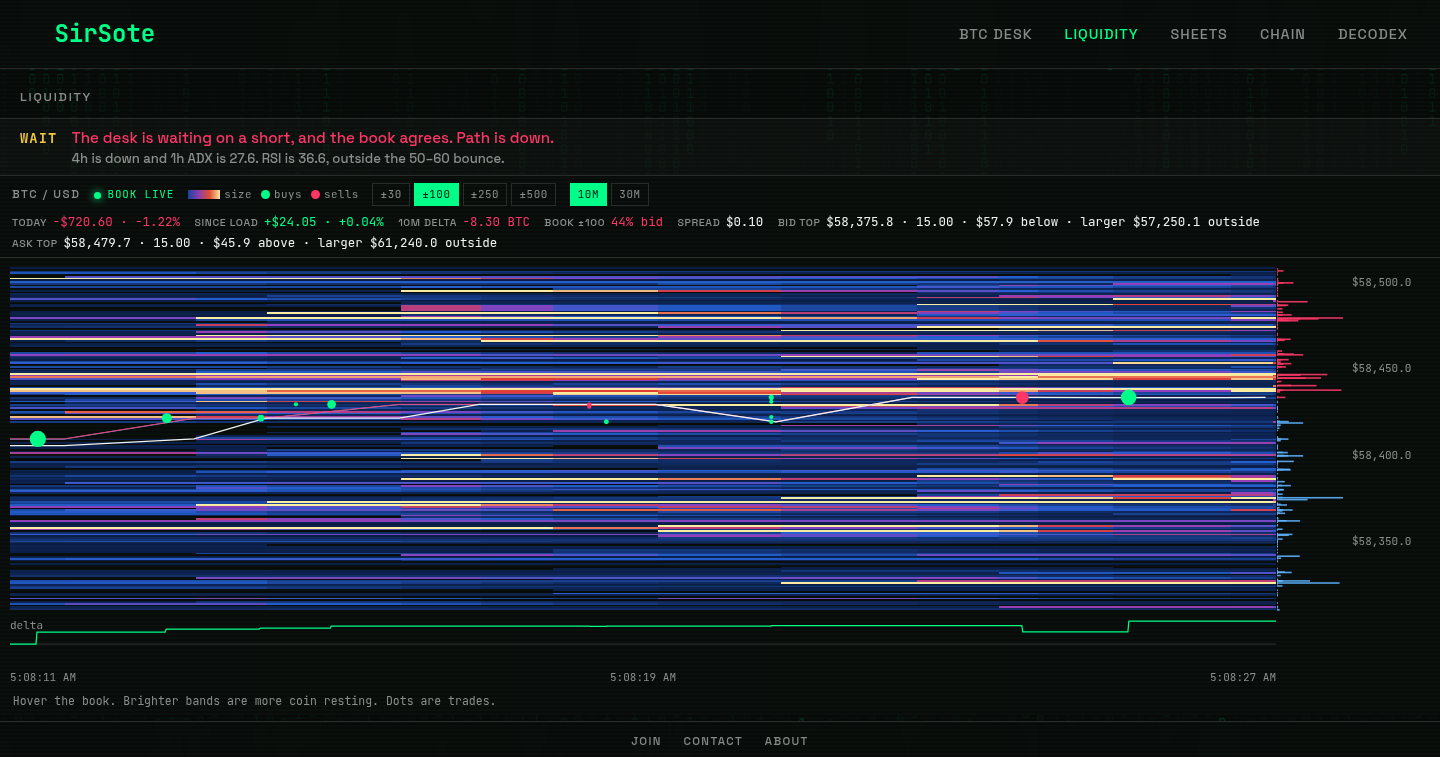 SirSote
BTC DESK LIQUIDITY SHEETS CHAIN DECODEX
LIQUIDITY
WAIT The desk is waiting on a short, and the book agrees. Path is down.
4h is down and 1h ADX is 27.6. RSI is 36.6, outside the 50–60 bounce.
BTC / USD BOOK LIVE size buys sells ±30 ±100 ±250 ±500 10M 30M
TODAY -$720.60 · -1.22% SINCE LOAD +$24.05 · +0.04% 10M DELTA -8.30 BTC BOOK ±100 44% bid SPREAD $0.10 BID TOP $58,375.8 · 15.00 · $57.9 below · larger $57,250.1 outside
ASK TOP $58,479.7 · 15.00 · $45.9 above · larger $61,240.0 outside
$58,500.0
$58,450.0
$58,400.0
$58,350.0
delta
5:08:11 AM 5:08:19 AM 5:08:27 AM
Hover the book. Brighter bands are more coin resting. Dots are trades.
JOIN CONTACT ABOUT